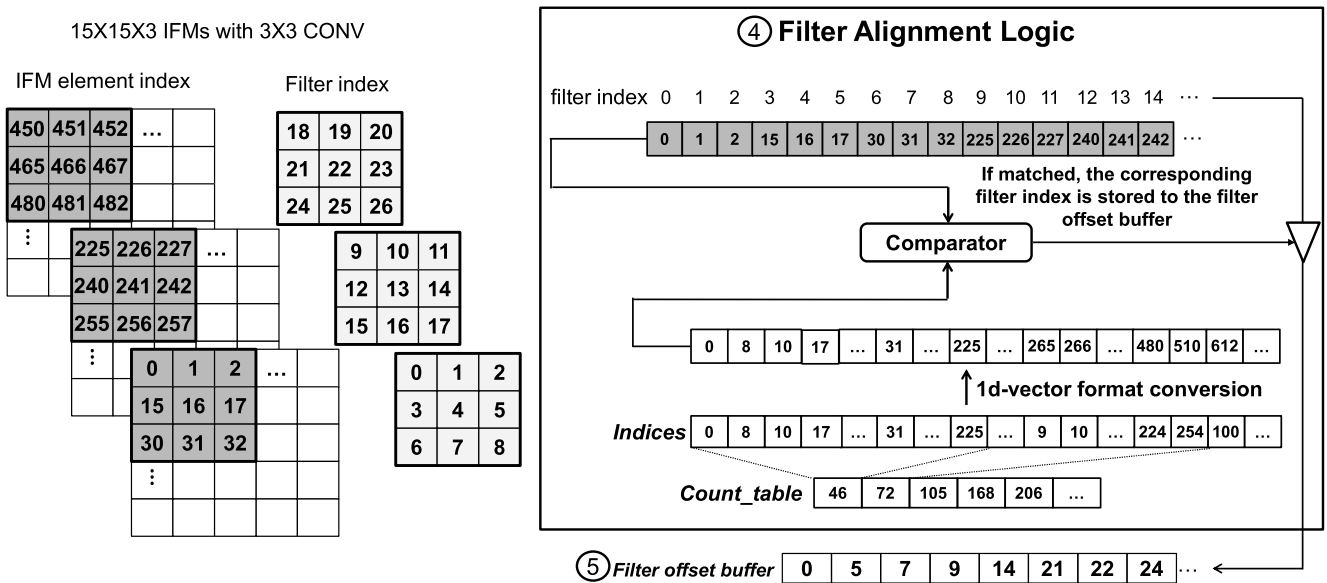 15X15X3 IFMs with 3X3 CONV
IFM element index
Filter index
450 451 452 ...
465 466 467
480 481 482
⋮
225 226 227 ...
240 241 242
255 256 257
⋮
0 1 2 ...
15 16 17
30 31 32
⋮
18 19 20
21 22 23
24 25 26
9 10 11
12 13 14
15 16 17
0 1 2
3 4 5
6 7 8
④ Filter Alignment Logic
filter index 0 1 2 3 4 5 6 7 8 9 10 11 12 13 14 ...
0 1 2 15 16 17 30 31 32 225 226 227 240 241 242 ...
If matched, the corresponding
filter index is stored to the filter
offset buffer
Comparator
0 8 10 17 ... 31 ... 225 ... 265 266 ... 480 510 612 ...
1d-vector format conversion
Indices 0 8 10 17 ... 31 ... 225 ... 9 10 ... 224 254 100 ...
Count_table 46 72 105 168 206 ...
⑤ Filter offset buffer 0 5 7 9 14 21 22 24 ...